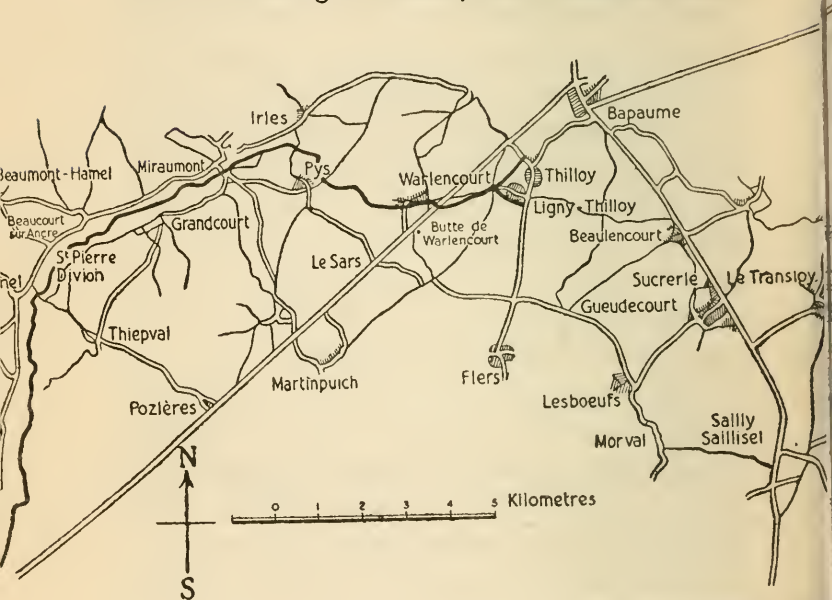 Irles
Bapaume
Beaumont-Hamel
Miraumont
Pys
Warlencourt
Thilloy
Ligny-Thilloy
Beaucourt
sur Ancre
Grandcourt
Butte de
Warlencourt
Beaulencourt
St Pierre
Divion
Le Sars
Sucrerie
Le Transloy
Gueudecourt
Thiepval
Martinpuich
Flers
Lesboeufs
Pozières
Morval
Sailly
Saillisel
N
0 1 2 3 4 5 Kilometres
S